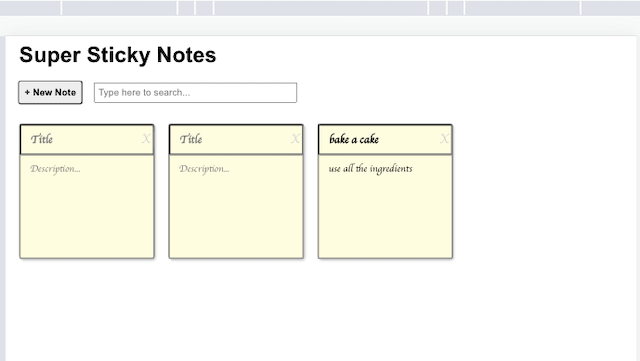 Super Sticky Notes
+ New Note
Type here to search...
Title X
Title X
bake a cake X
Description...
Description...
use all the ingredients